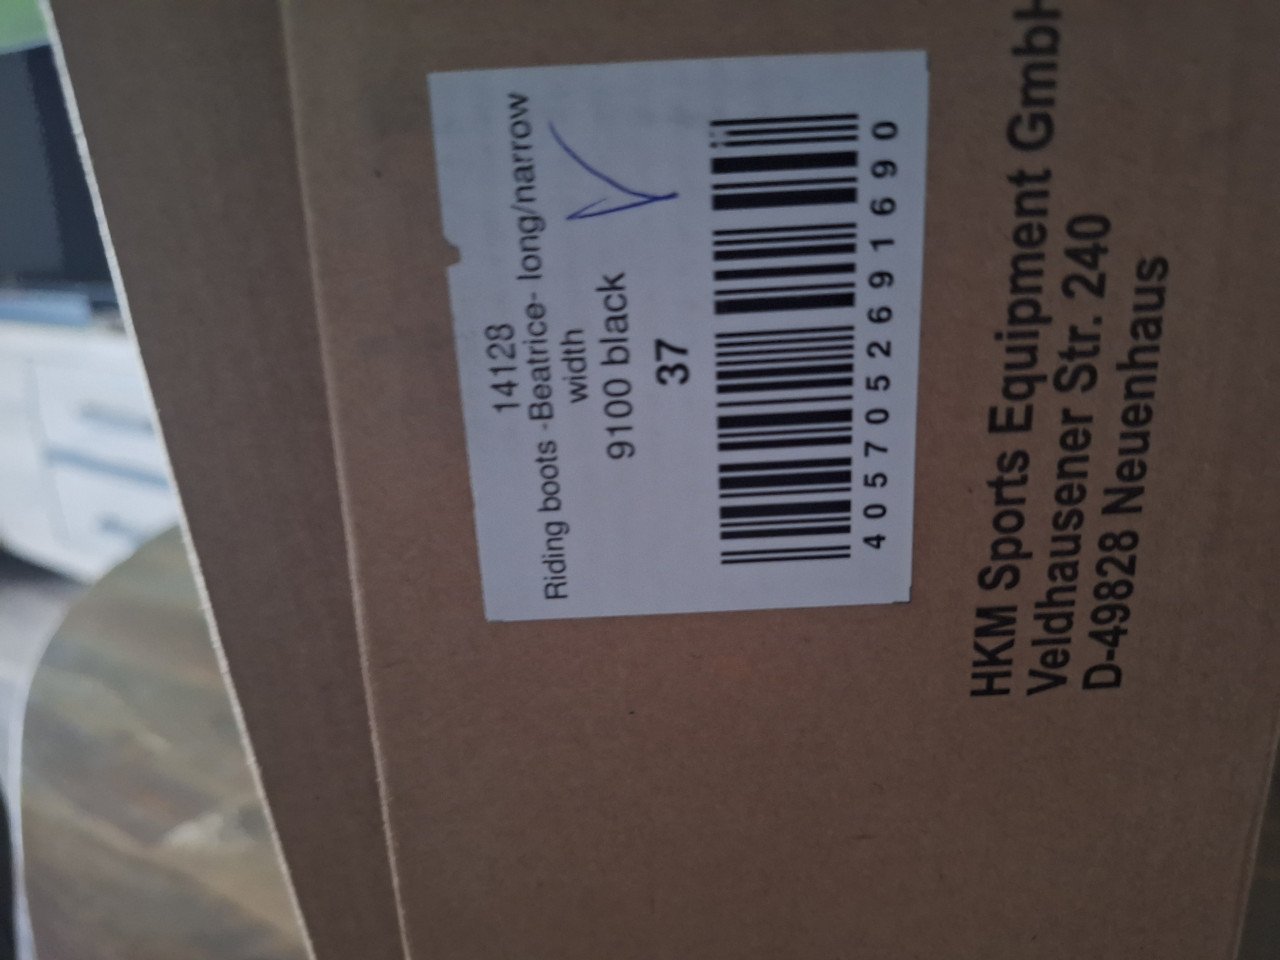 14128
Riding boots -Beatrice- long/narrow
width
9100 black
37
4057052691690
HKM Sports Equipment GmbH
Veldhausener Str. 240
D-49828 Neuenhaus